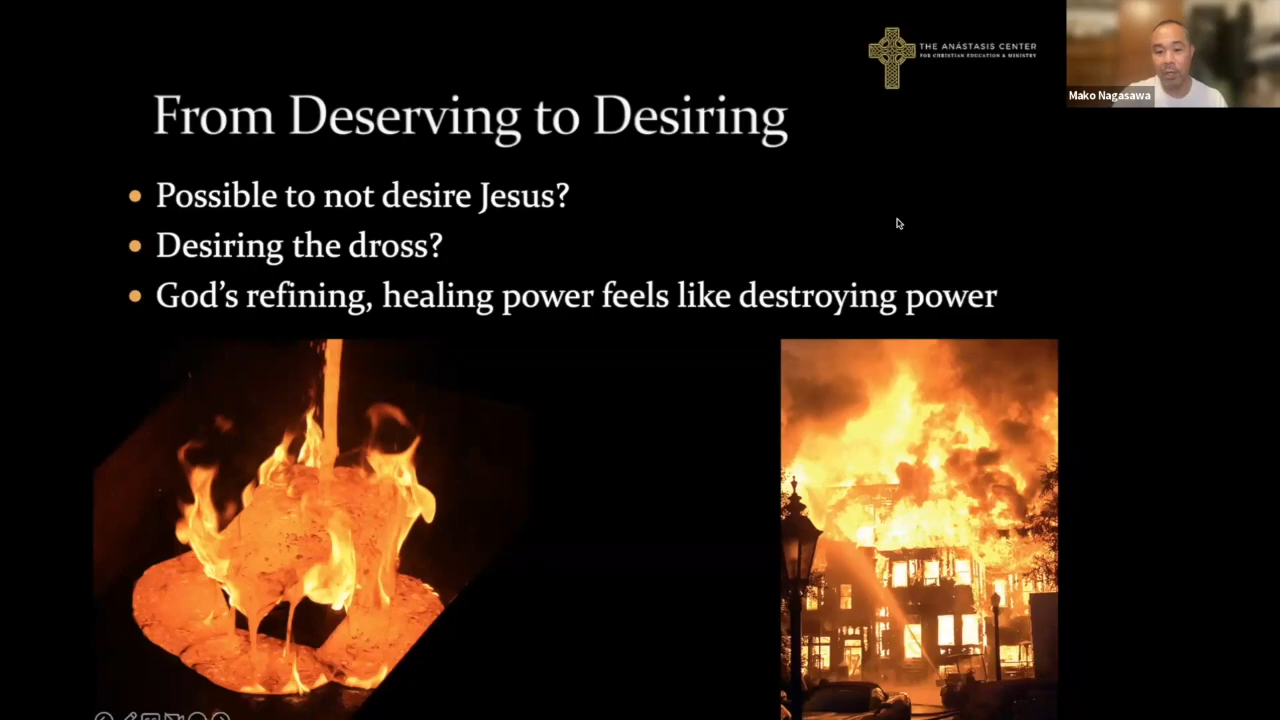 THE ANÁSTASIS CENTER
FOR CHRISTIAN EDUCATION & MINISTRY
Mako Nagasawa
From Deserving to Desiring
Possible to not desire Jesus?
Desiring the dross?
God’s refining, healing power feels like destroying power